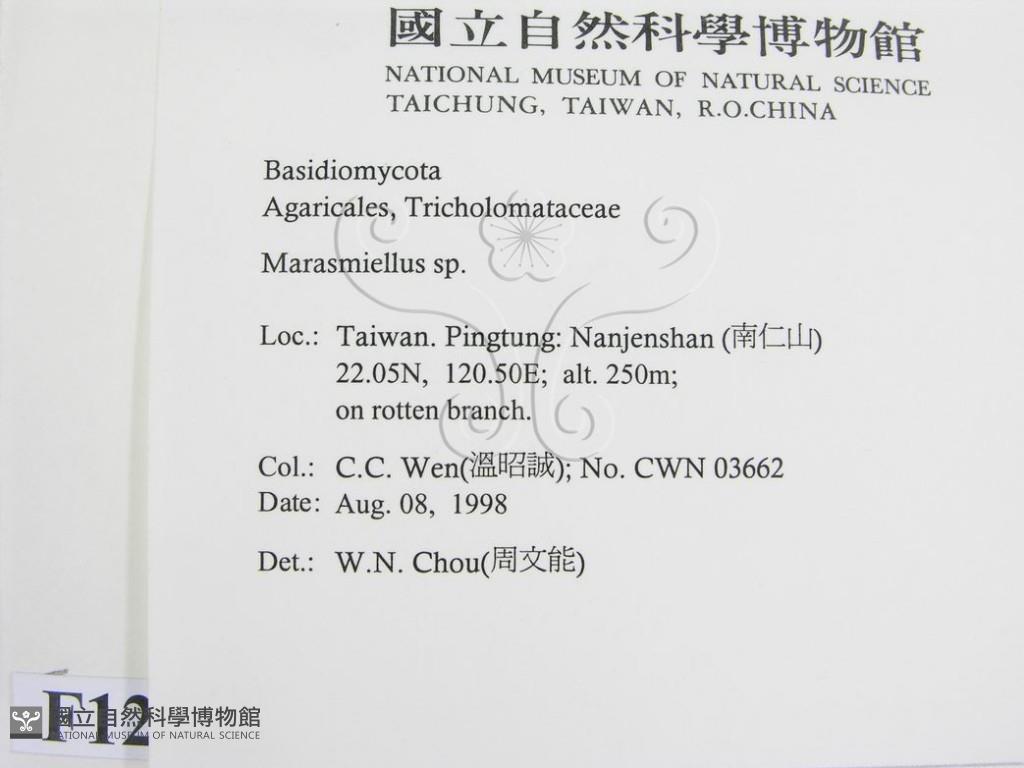 國立自然科學博物館
NATIONAL MUSEUM OF NATURAL SCIENCE
TAICHUNG, TAIWAN, R.O.CHINA
Basidiomycota
Agaricales, Tricholomataceae
Marasmiellus sp.
Loc.: Taiwan. Pingtung: Nanjenshan (南仁山)
22.05N, 120.50E; alt. 250m;
on rotten branch.
Col.: C.C. Wen(溫昭誠); No. CWN 03662
Date: Aug. 08, 1998
Det.: W.N. Chou(周文能)
F12
國立自然科學博物館
NATIONAL MUSEUM OF NATURAL SCIENCE